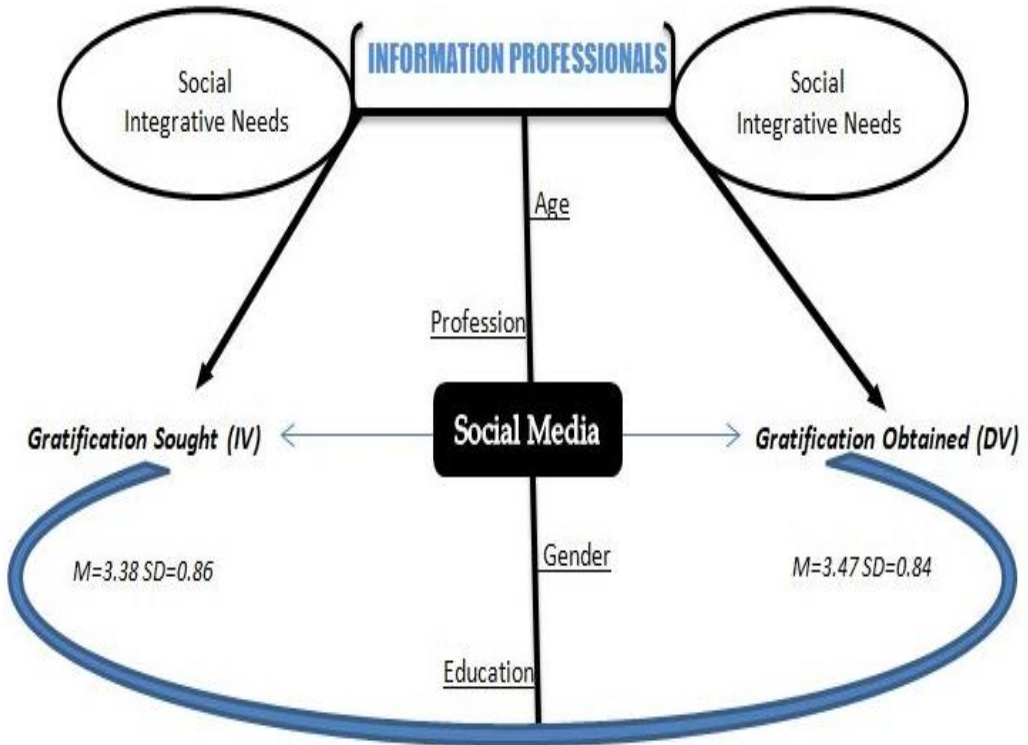 INFORMATION PROFESSIONALS
Social
Integrative Needs
Social
Integrative Needs
Age
Profession
Social Media
Gratification Sought (IV)
Gratification Obtained (DV)
Gender
M=3.38 SD=0.86
M=3.47 SD=0.84
Education